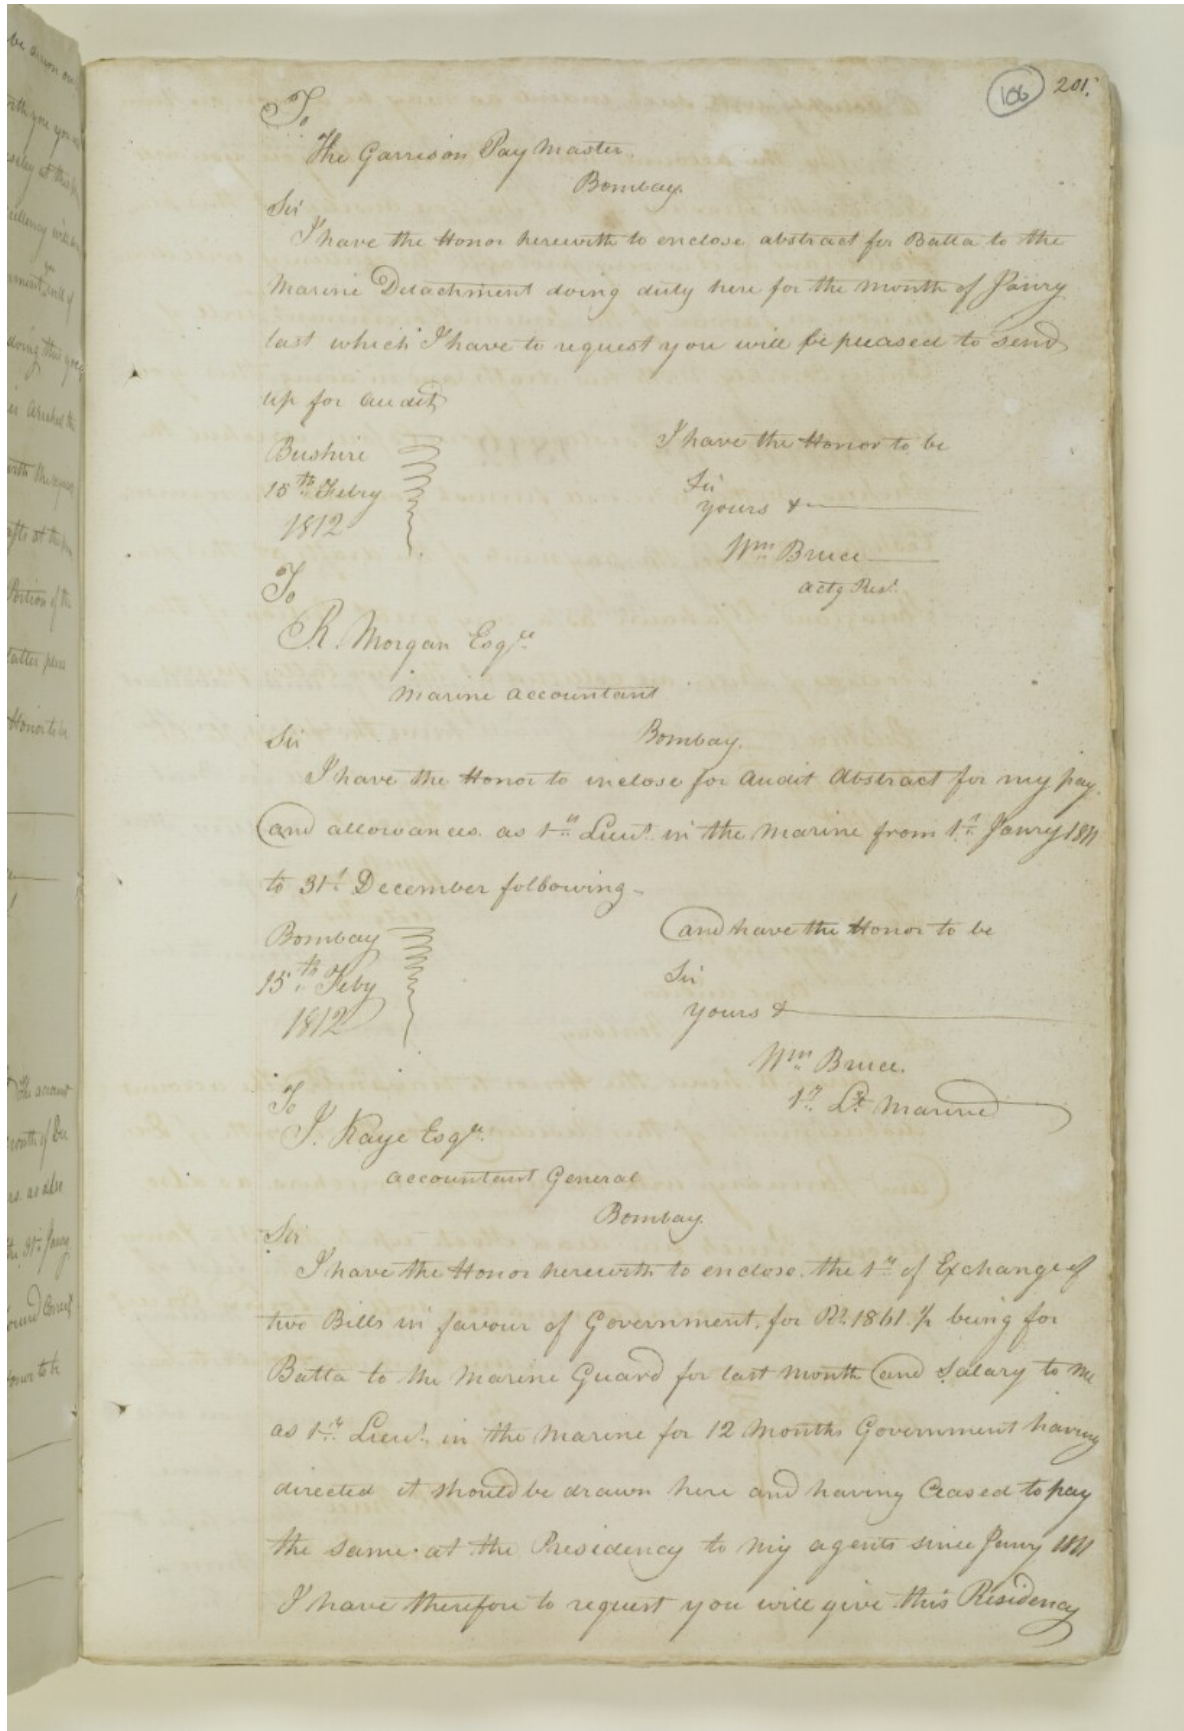 106 201.
To
The Garrison Pay Master.
Bombay.
Sir
I have the Honor herewith to enclose abstract for Batta to the
Marine Detachment doing duty here for the Month of Janry
last which I have to request you will be pleased to send
up for audit
Bushire
15th Febry
1812
I have the Honor to be
Sir
yours &
Wm Bruce
actg Rest.
To
R. Morgan Esqre.
Marine accountant
Bombay.
Sir
I have the Honor to inclose for audit abstract for my pay.
and allowances. as 1st Lieut. in the Marine from 1st Janry 1811
to 31st December following -
Bombay
15th Feby
1812
and have the Honor to be
Sir
yours &
Wm Bruce.
1st Lt. Marine
To
J. Kaye Esqr.
accountant General
Bombay.
Sir
I have the Honor herewith to enclose. the 1st of Exchange of
two Bills in favour of Government. for Rs. 1861. being for
Batta to the Marine Guard for last Month and Salary to me
as 1st Lieut. in the Marine for 12 Months Government having
directed it should be drawn here and having Ceased to pay
the same at the Presidency to my agents since Janry 1811
I have therefore to request you will give this Residency